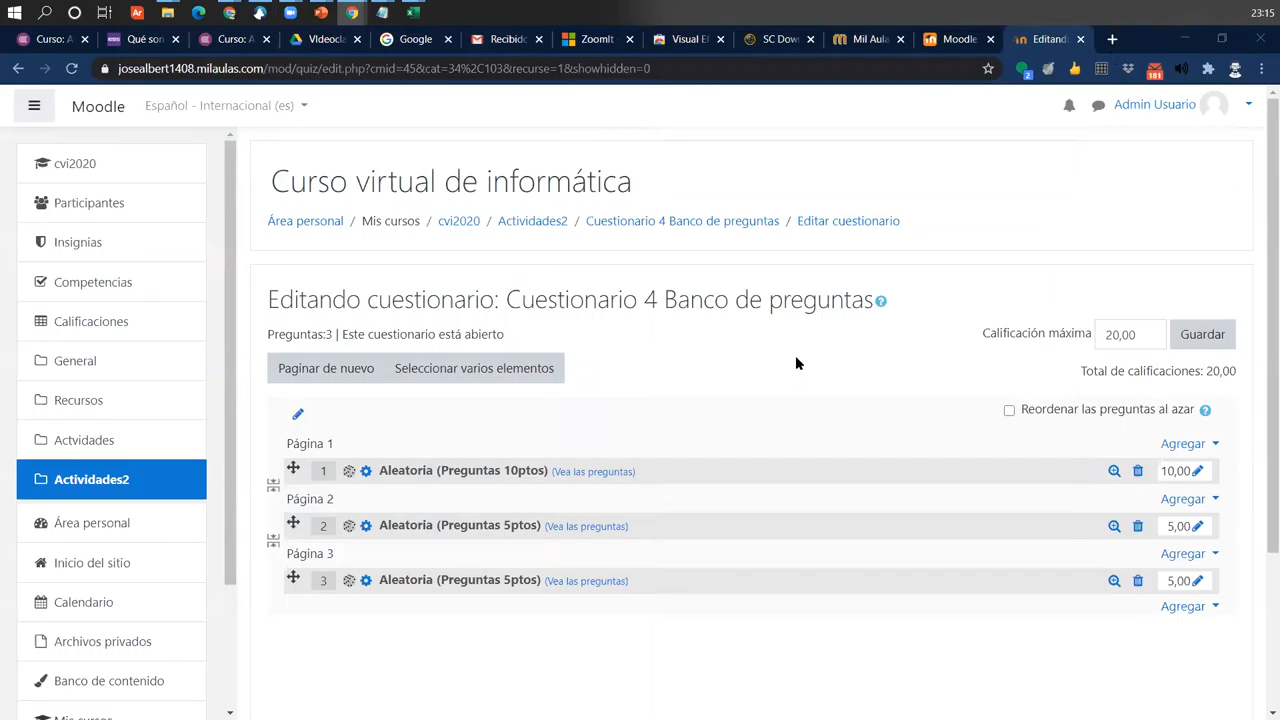 23:15
Curso: A
Qué son
Curso: A
VIdeocla
Google
Recibido
ZoomIt
Visual Ef
SC Dow
Mil Aula
Moodle
Editand
josealbert1408.milaulas.com/mod/quiz/edit.php?cmid=45&cat=34%2C103&recurse=1&showhidden=0
2
181
Moodle
Español - Internacional (es)
Admin Usuario
cvi2020
Participantes
Insignias
Competencias
Calificaciones
General
Recursos
Actvidades
Actividades2
Área personal
Inicio del sitio
Calendario
Archivos privados
Banco de contenido
Mis cursos
Curso virtual de informática
Área personal / Mis cursos / cvi2020 / Actividades2 / Cuestionario 4 Banco de preguntas / Editar cuestionario
Editando cuestionario: Cuestionario 4 Banco de preguntas
Preguntas:3 | Este cuestionario está abierto
Calificación máxima 20,00 Guardar
Paginar de nuevo Seleccionar varios elementos
Total de calificaciones: 20,00
Reordenar las preguntas al azar
Página 1 Agregar
1 Aleatoria (Preguntas 10ptos) (Vea las preguntas) 10,00
Página 2 Agregar
2 Aleatoria (Preguntas 5ptos) (Vea las preguntas) 5,00
Página 3 Agregar
3 Aleatoria (Preguntas 5ptos) (Vea las preguntas) 5,00
Agregar